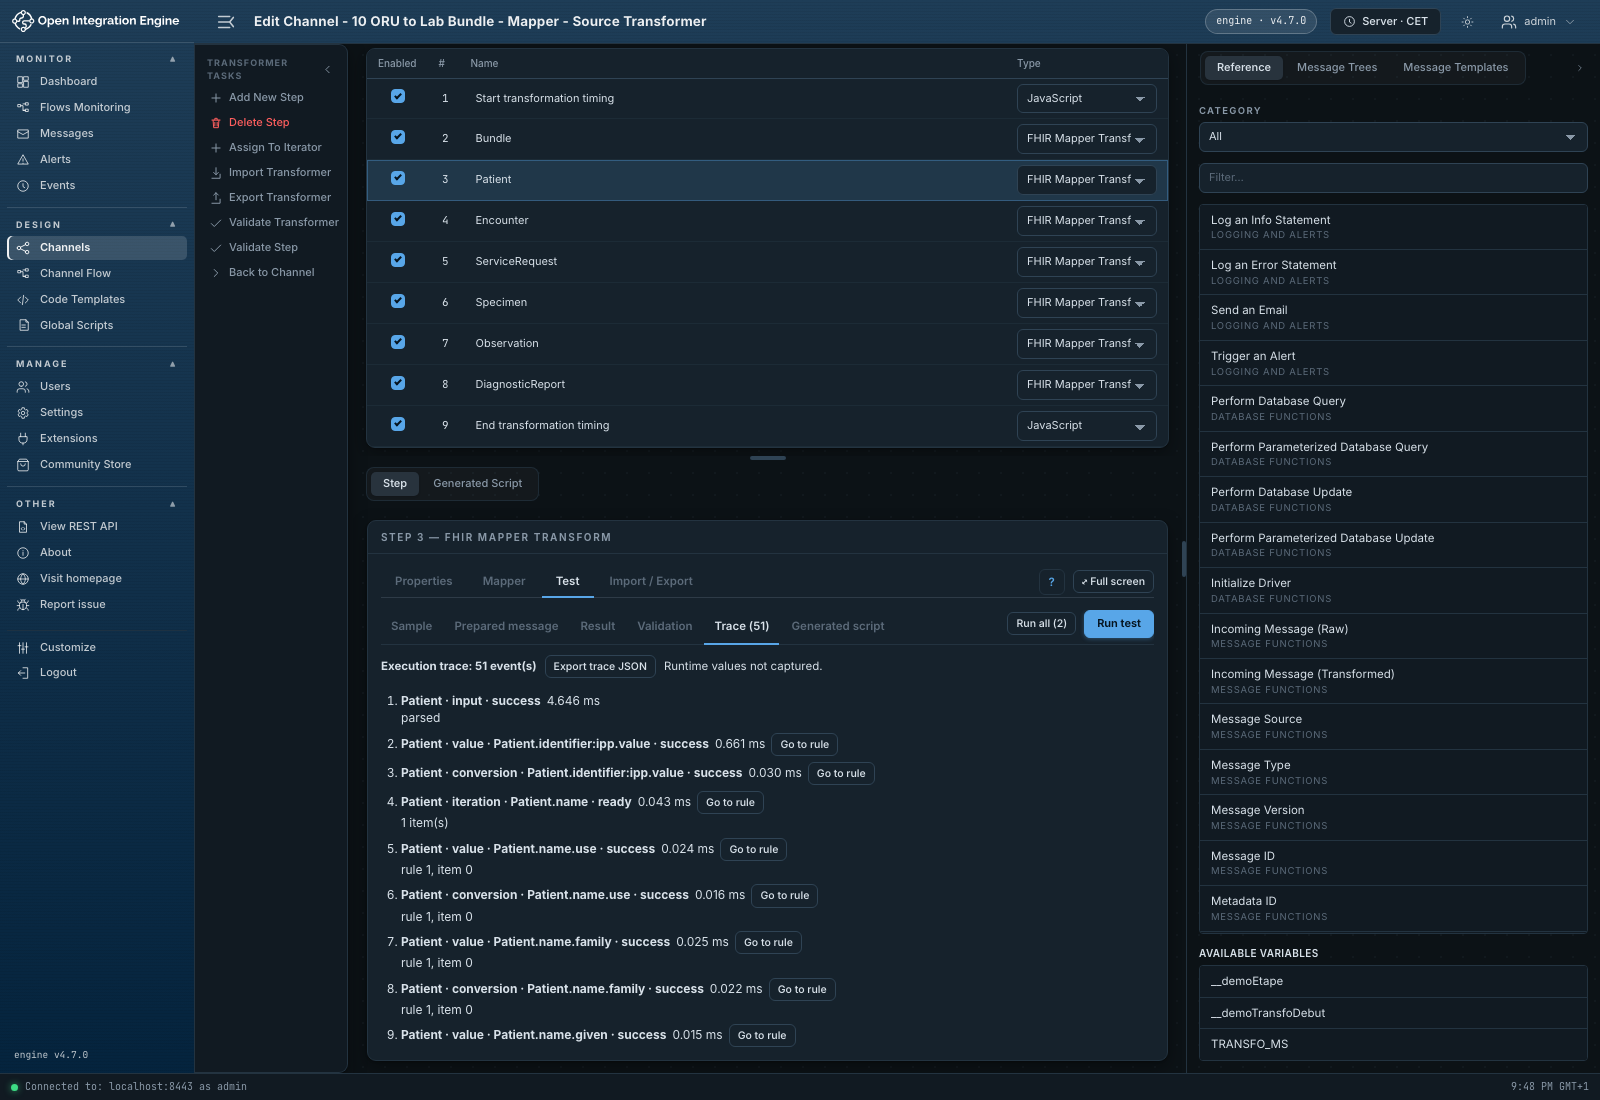 Open Integration Engine
Edit Channel - 10 ORU to Lab Bundle - Mapper - Source Transformer
engine · v4.7.0
Server · CET
admin
MONITOR
Dashboard
Flows Monitoring
Messages
Alerts
Events
DESIGN
Channels
Channel Flow
Code Templates
Global Scripts
MANAGE
Users
Settings
Extensions
Community Store
OTHER
View REST API
About
Visit homepage
Report issue
Customize
Logout
engine v4.7.0
TRANSFORMER
TASKS
Add New Step
Delete Step
Assign To Iterator
Import Transformer
Export Transformer
Validate Transformer
Validate Step
Back to Channel
Enabled # Name Type
1 Start transformation timing JavaScript
2 Bundle FHIR Mapper Transf
3 Patient FHIR Mapper Transf
4 Encounter FHIR Mapper Transf
5 ServiceRequest FHIR Mapper Transf
6 Specimen FHIR Mapper Transf
7 Observation FHIR Mapper Transf
8 DiagnosticReport FHIR Mapper Transf
9 End transformation timing JavaScript
Step Generated Script
STEP 3 — FHIR MAPPER TRANSFORM
Properties Mapper Test Import / Export ? Full screen
Sample Prepared message Result Validation Trace (51) Generated script Run all (2) Run test
Execution trace: 51 event(s) Export trace JSON Runtime values not captured.
1. Patient · input · success 4.646 ms
parsed
2. Patient · value · Patient.identifier:ipp.value · success 0.661 ms Go to rule
3. Patient · conversion · Patient.identifier:ipp.value · success 0.030 ms Go to rule
4. Patient · iteration · Patient.name · ready 0.043 ms Go to rule
1 item(s)
5. Patient · value · Patient.name.use · success 0.024 ms Go to rule
rule 1, item 0
6. Patient · conversion · Patient.name.use · success 0.016 ms Go to rule
rule 1, item 0
7. Patient · value · Patient.name.family · success 0.025 ms Go to rule
rule 1, item 0
8. Patient · conversion · Patient.name.family · success 0.022 ms Go to rule
rule 1, item 0
9. Patient · value · Patient.name.given · success 0.015 ms Go to rule
Reference Message Trees Message Templates
CATEGORY
All
Filter...
Log an Info Statement
LOGGING AND ALERTS
Log an Error Statement
LOGGING AND ALERTS
Send an Email
LOGGING AND ALERTS
Trigger an Alert
LOGGING AND ALERTS
Perform Database Query
DATABASE FUNCTIONS
Perform Parameterized Database Query
DATABASE FUNCTIONS
Perform Database Update
DATABASE FUNCTIONS
Perform Parameterized Database Update
DATABASE FUNCTIONS
Initialize Driver
DATABASE FUNCTIONS
Incoming Message (Raw)
MESSAGE FUNCTIONS
Incoming Message (Transformed)
MESSAGE FUNCTIONS
Message Source
MESSAGE FUNCTIONS
Message Type
MESSAGE FUNCTIONS
Message Version
MESSAGE FUNCTIONS
Message ID
MESSAGE FUNCTIONS
Metadata ID
MESSAGE FUNCTIONS
AVAILABLE VARIABLES
__demoEtape
__demoTransfoDebut
TRANSFO_MS
Connected to: localhost:8443 as admin
9:48 PM GMT+1